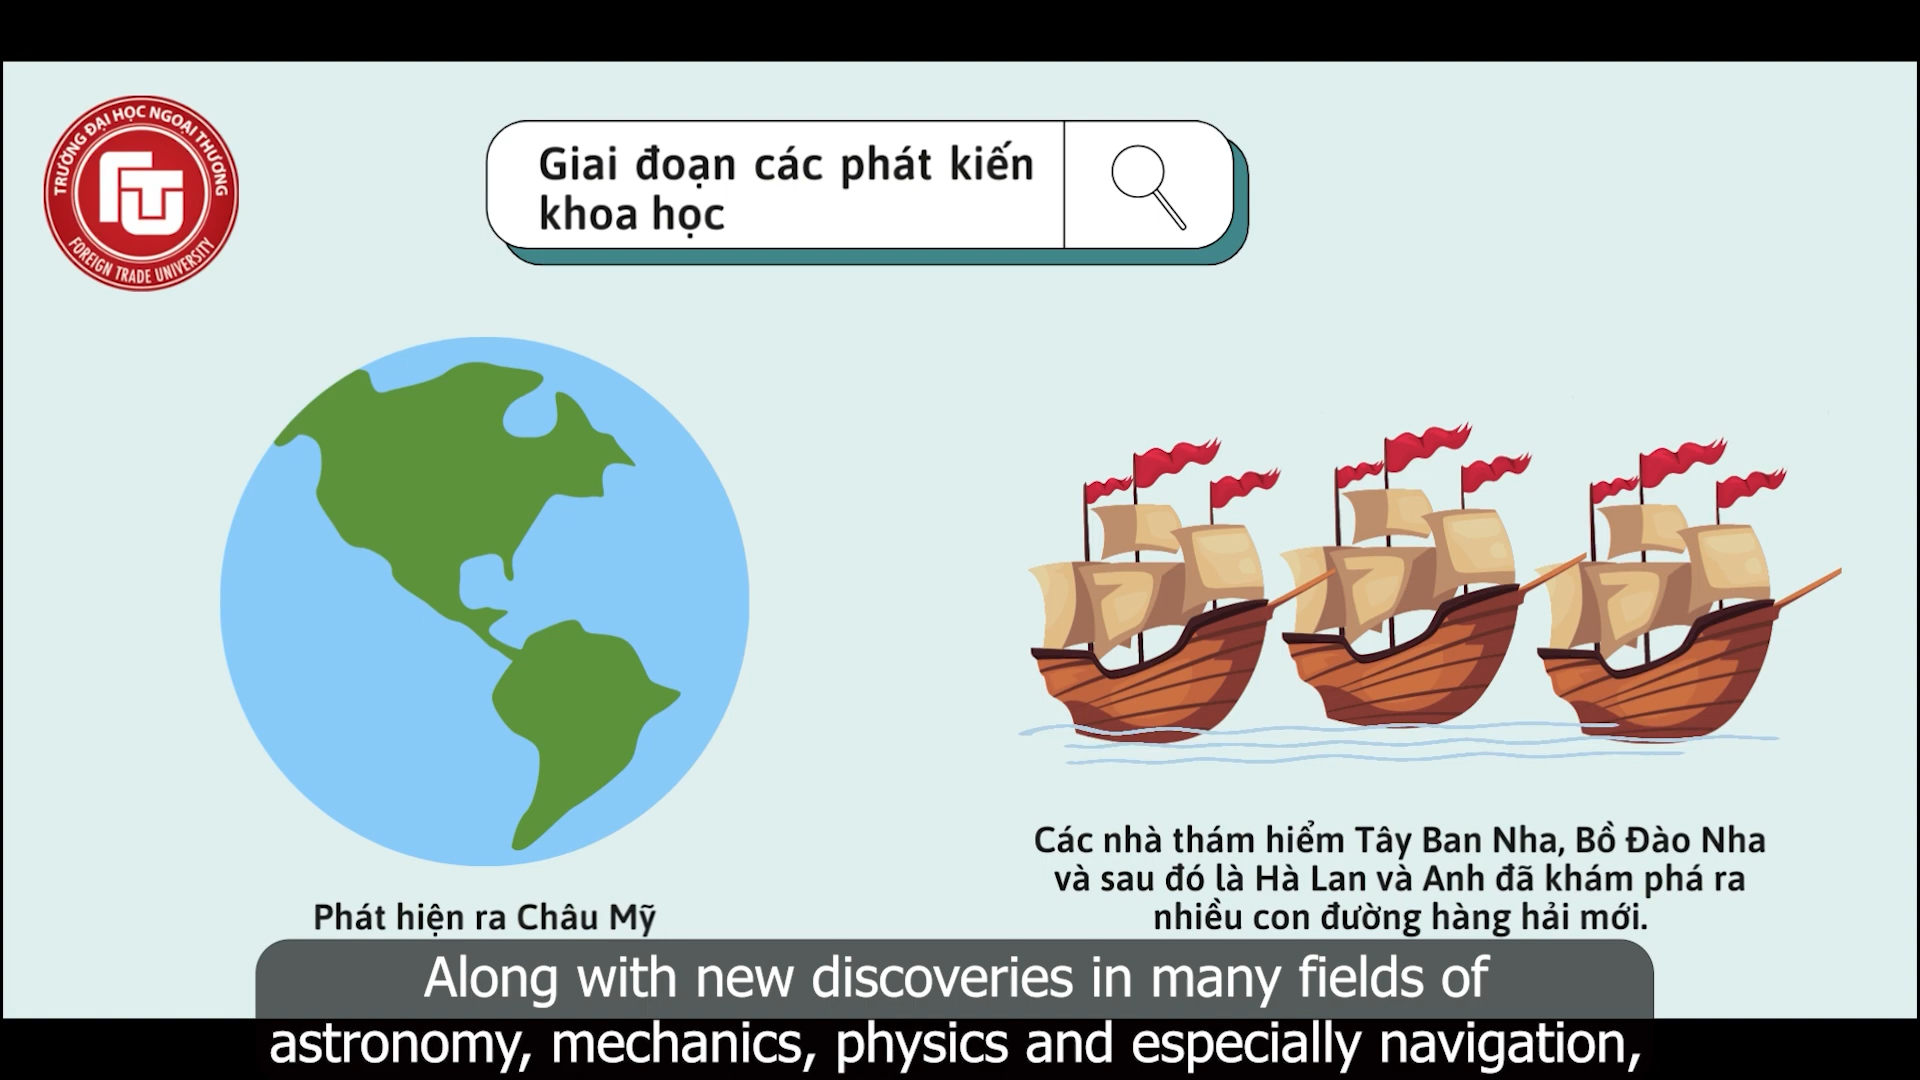 TRƯỜNG ĐẠI HỌC NGOẠI THƯƠNG
FTU
FOREIGN TRADE UNIVERSITY
Giai đoạn các phát kiến
khoa học
Phát hiện ra Châu Mỹ
Các nhà thám hiểm Tây Ban Nha, Bồ Đào Nha
và sau đó là Hà Lan và Anh đã khám phá ra
nhiều con đường hàng hải mới.
Along with new discoveries in many fields of
astronomy, mechanics, physics and especially navigation,